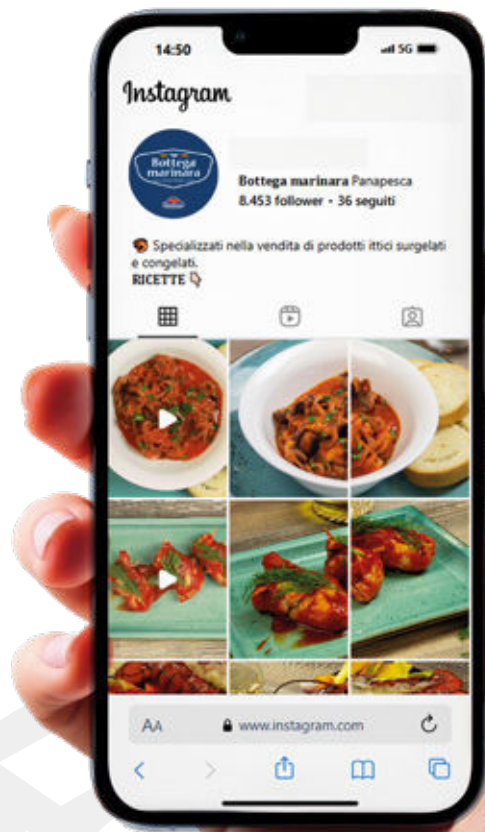 14:50
5G
Instagram
Bottega
marinara
Bottega marinara Panapesca
8.453 follower • 36 seguiti
Specializzati nella vendita di prodotti ittici surgelati
e congelati.
RICETTE
AA
www.instagram.com